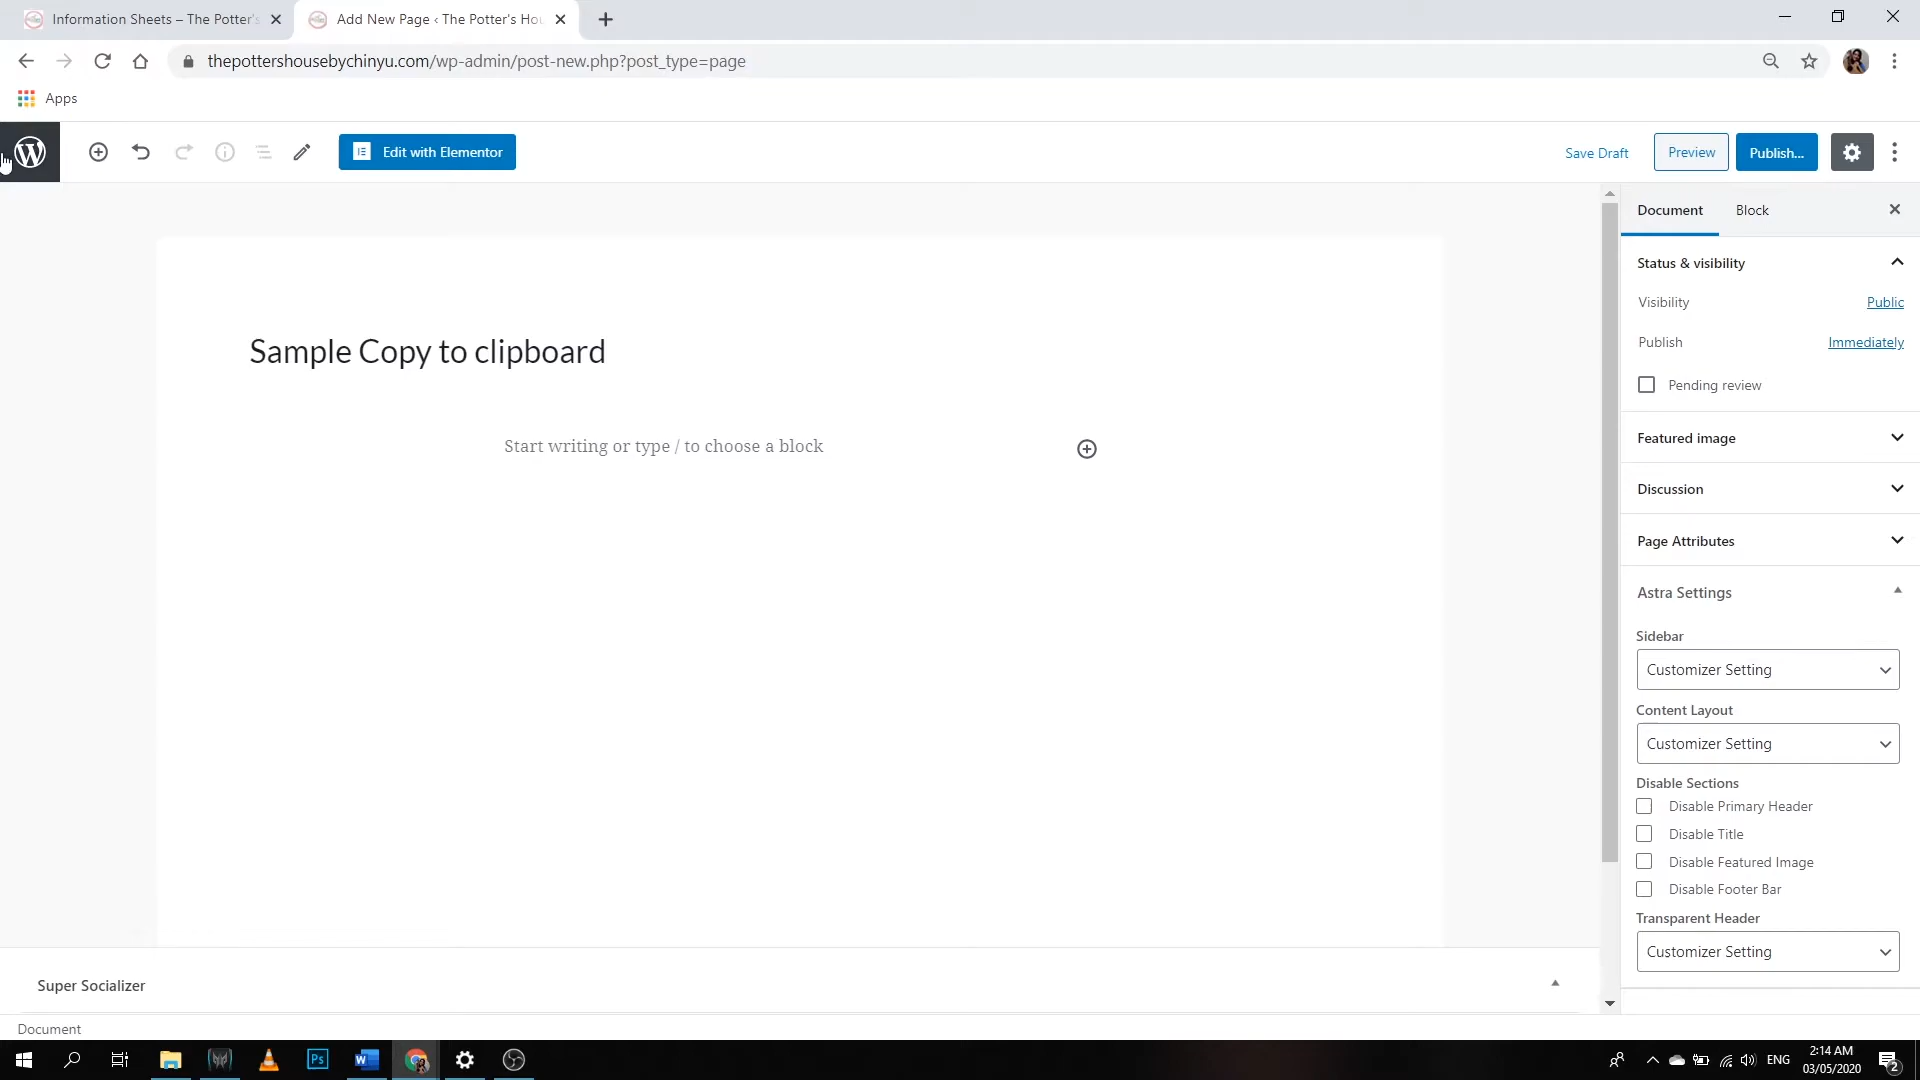 Information Sheets – The Potter's
Add New Page ‹ The Potter's Hou
thepottershousebychinyu.com/wp-admin/post-new.php?post_type=page
Apps
Edit with Elementor
Save Draft
Preview
Publish...
Document
Block
Status & visibility
Visibility
Public
Publish
Immediately
Pending review
Featured image
Discussion
Page Attributes
Astra Settings
Sidebar
Customizer Setting
Content Layout
Customizer Setting
Disable Sections
Disable Primary Header
Disable Title
Disable Featured Image
Disable Footer Bar
Transparent Header
Customizer Setting
Sample Copy to clipboard
Start writing or type / to choose a block
Super Socializer
Document
Ps
W
ENG
2:14 AM
03/05/2020
2